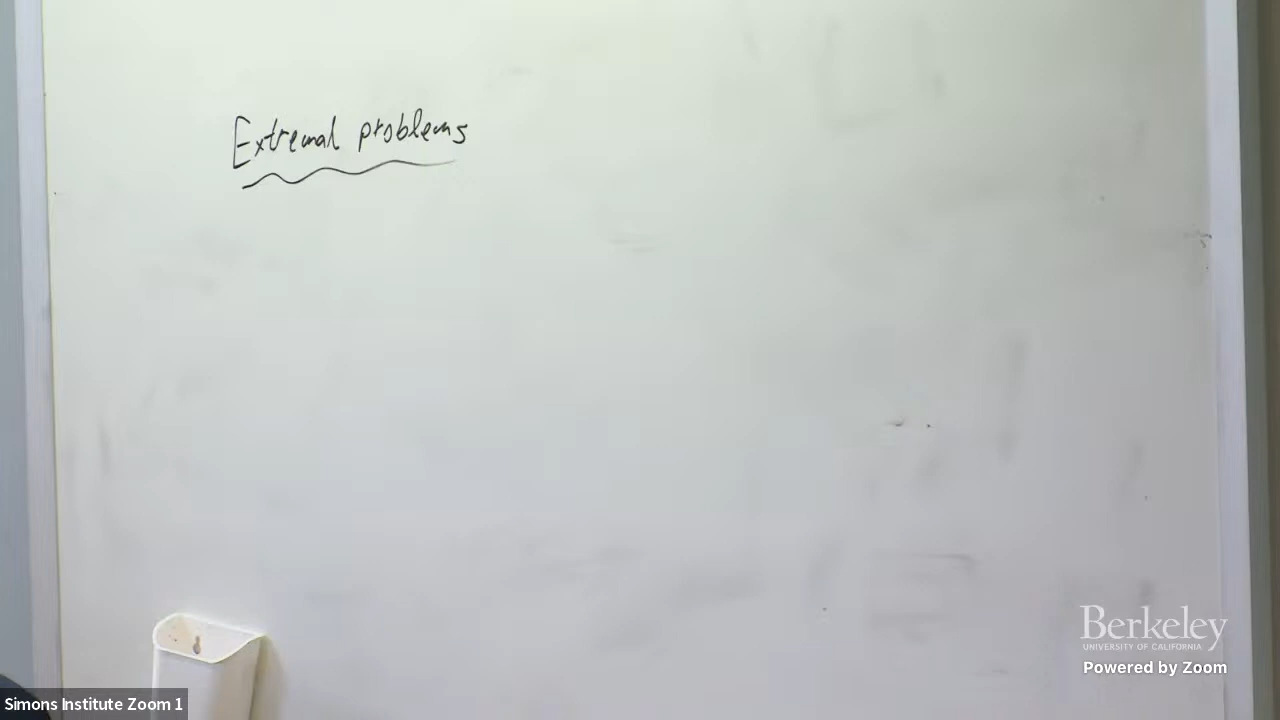 Extremal problems
Berkeley
UNIVERSITY OF CALIFORNIA
Powered by Zoom
Simons Institute Zoom 1